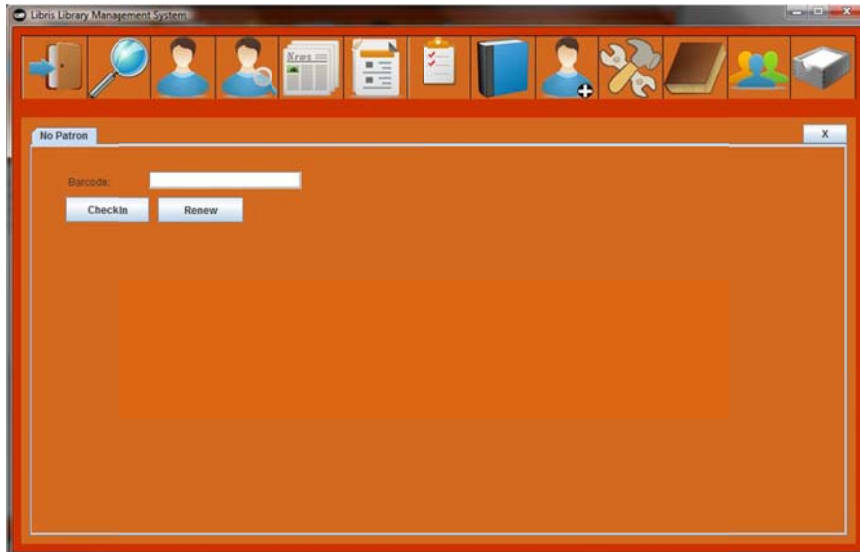 Libris Library Management System
News
No Patron
X
Barcode:
CheckIn
Renew